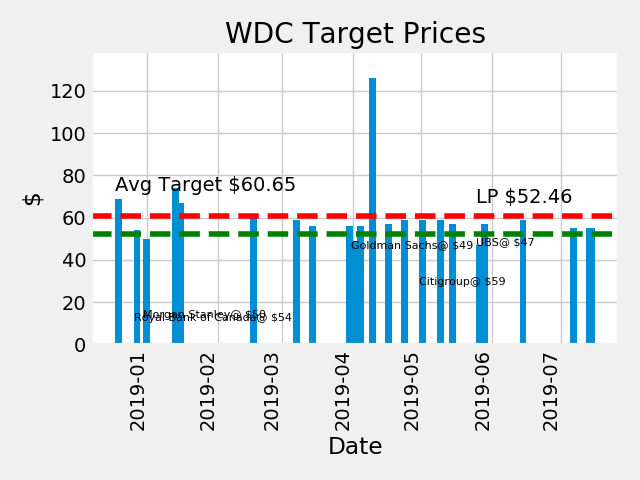 WDC Target Prices
120
100
80
60
40
20
0
$
Avg Target $60.65
LP $52.46
Goldman Sachs@ $49
UBS@ $47
Citigroup@ $59
Morgan Stanley@ $50
Royal Bank of Canada@ $54
2019-01
2019-02
2019-03
2019-04
2019-05
2019-06
2019-07
Date